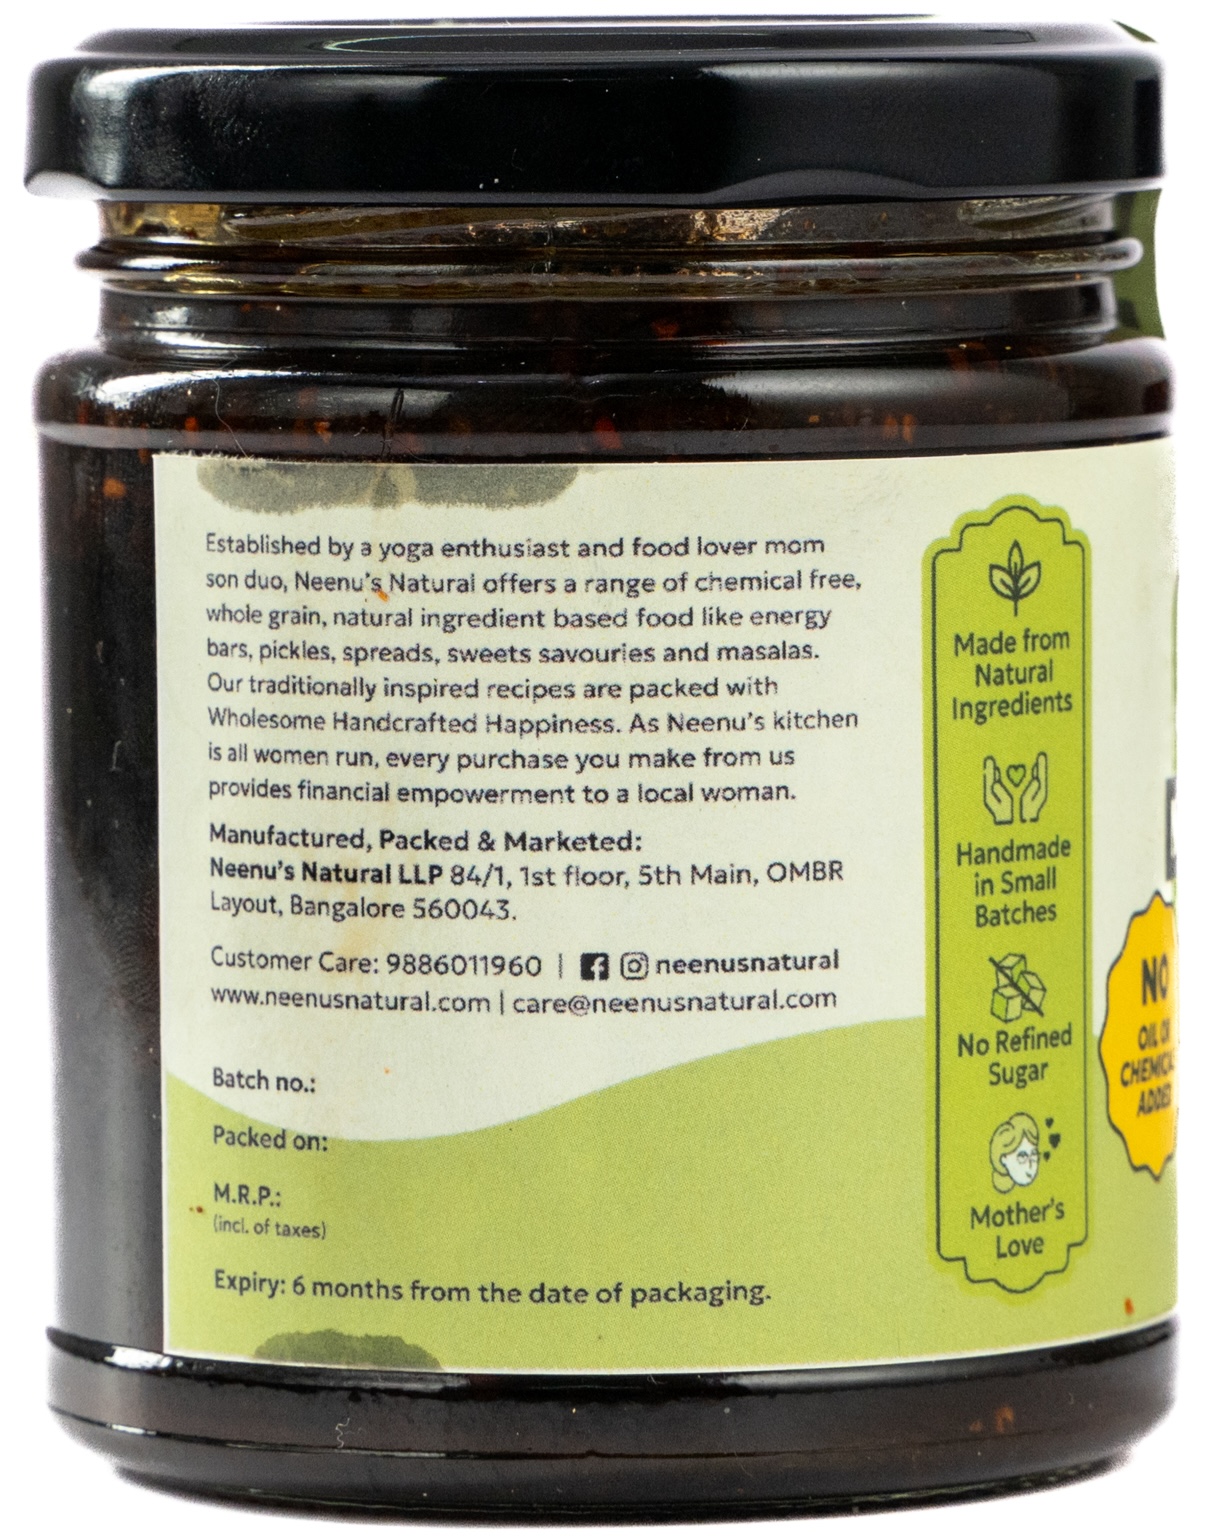 Established by a yoga enthusiast and food lover mom
son duo, Neenu's Natural offers a range of chemical free,
whole grain, natural ingredient based food like energy
bars, pickles, spreads, sweets savouries and masalas.
Our traditionally inspired recipes are packed with
Wholesome Handcrafted Happiness. As Neenu's kitchen
is all women run, every purchase you make from us
provides financial empowerment to a local woman.
Manufactured, Packed & Marketed:
Neenu's Natural LLP 84/1, 1st floor, 5th Main, OMBR
Layout, Bangalore 560043.
Customer Care: 9886011960 | neenusnatural
www.neenusnatural.com | care@neenusnatural.com
Batch no.:
Packed on:
M.R.P.:
(incl. of taxes)
Expiry: 6 months from the date of packaging.
Made from
Natural
Ingredients
Handmade
in Small
Batches
No Refined
Sugar
Mother's
Love
NO
OIL OR
ADDED